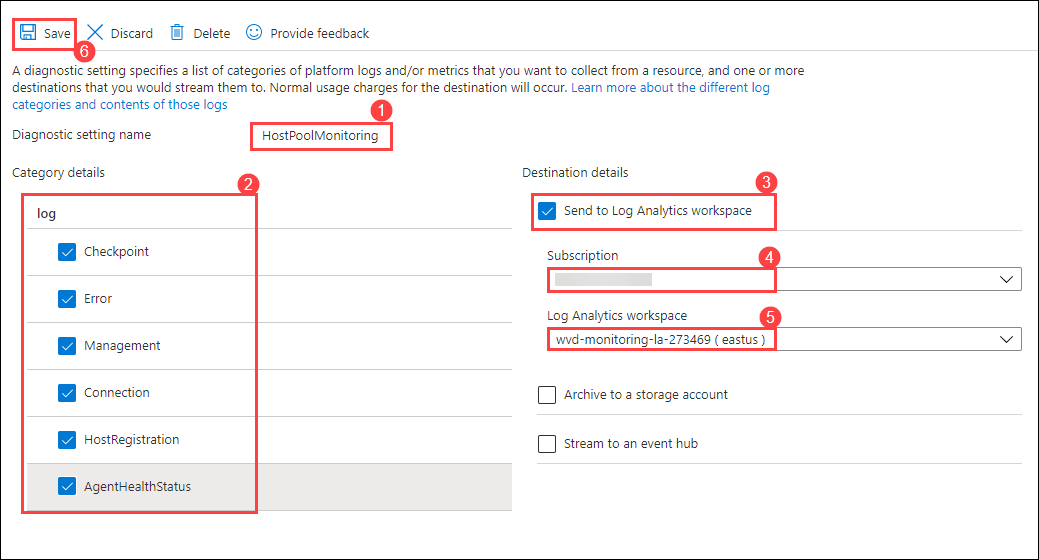 Save Discard Delete Provide feedback
6
A diagnostic setting specifies a list of categories of platform logs and/or metrics that you want to collect from a resource, and one or more
destinations that you would stream them to. Normal usage charges for the destination will occur. Learn more about the different log
categories and contents of those logs
1
Diagnostic setting name HostPoolMonitoring
Category details
2
log
Checkpoint
Error
Management
Connection
HostRegistration
AgentHealthStatus
Destination details
3
Send to Log Analytics workspace
Subscription
4
Log Analytics workspace
5
wvd-monitoring-la-273469 ( eastus )
Archive to a storage account
Stream to an event hub